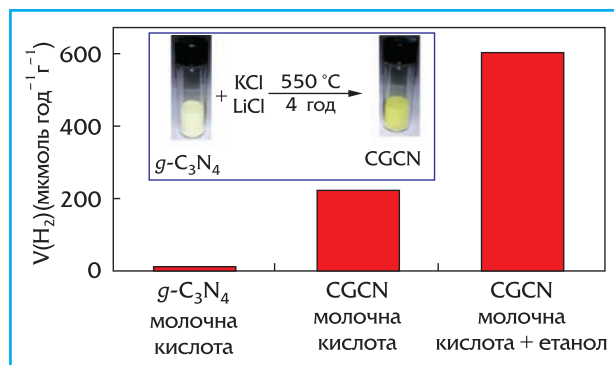 V(H₂)(мкмоль год⁻¹г⁻¹)
600
400
200
0
KCl
LiCl
+
550 °C
4 год
g-C₃N₄
CGCN
g-C₃N₄
молочна
кислота
CGCN
молочна
кислота
CGCN
молочна
кислота + етанол